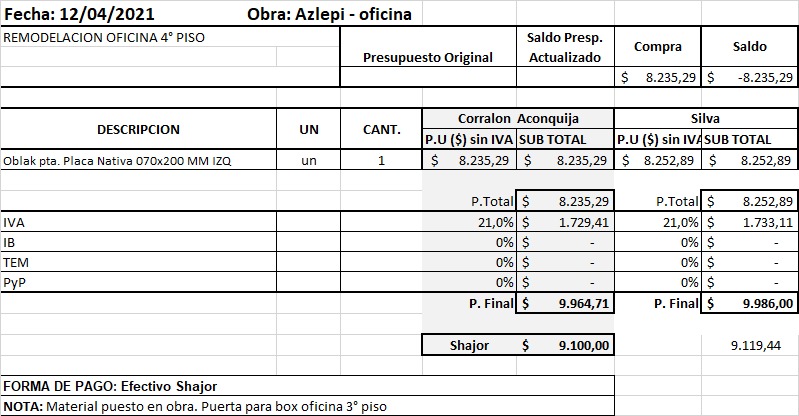 Fecha: 12/04/2021 Obra: Azlepi - oficina
REMODELACION OFICINA 4° PISO
Presupuesto Original Saldo Presp. Actualizado Compra Saldo
$ 8.235,29 $ -8.235,29
DESCRIPCION UN CANT. Corralon Aconquija Silva
P.U ($) sin IVA SUB TOTAL P.U ($) sin IVA SUB TOTAL
Oblak pta. Placa Nativa 070x200 MM IZQ un 1 $ 8.235,29 $ 8.235,29 $ 8.252,89 $ 8.252,89
P.Total $ 8.235,29 P.Total $ 8.252,89
IVA 21,0% $ 1.729,41 21,0% $ 1.733,11
IB 0% $ - 0% $ -
TEM 0% $ - 0% $ -
PyP 0% $ - 0% $ -
P. Final $ 9.964,71 P. Final $ 9.986,00
Shajor $ 9.100,00 9.119,44
FORMA DE PAGO: Efectivo Shajor
NOTA: Material puesto en obra. Puerta para box oficina 3° piso